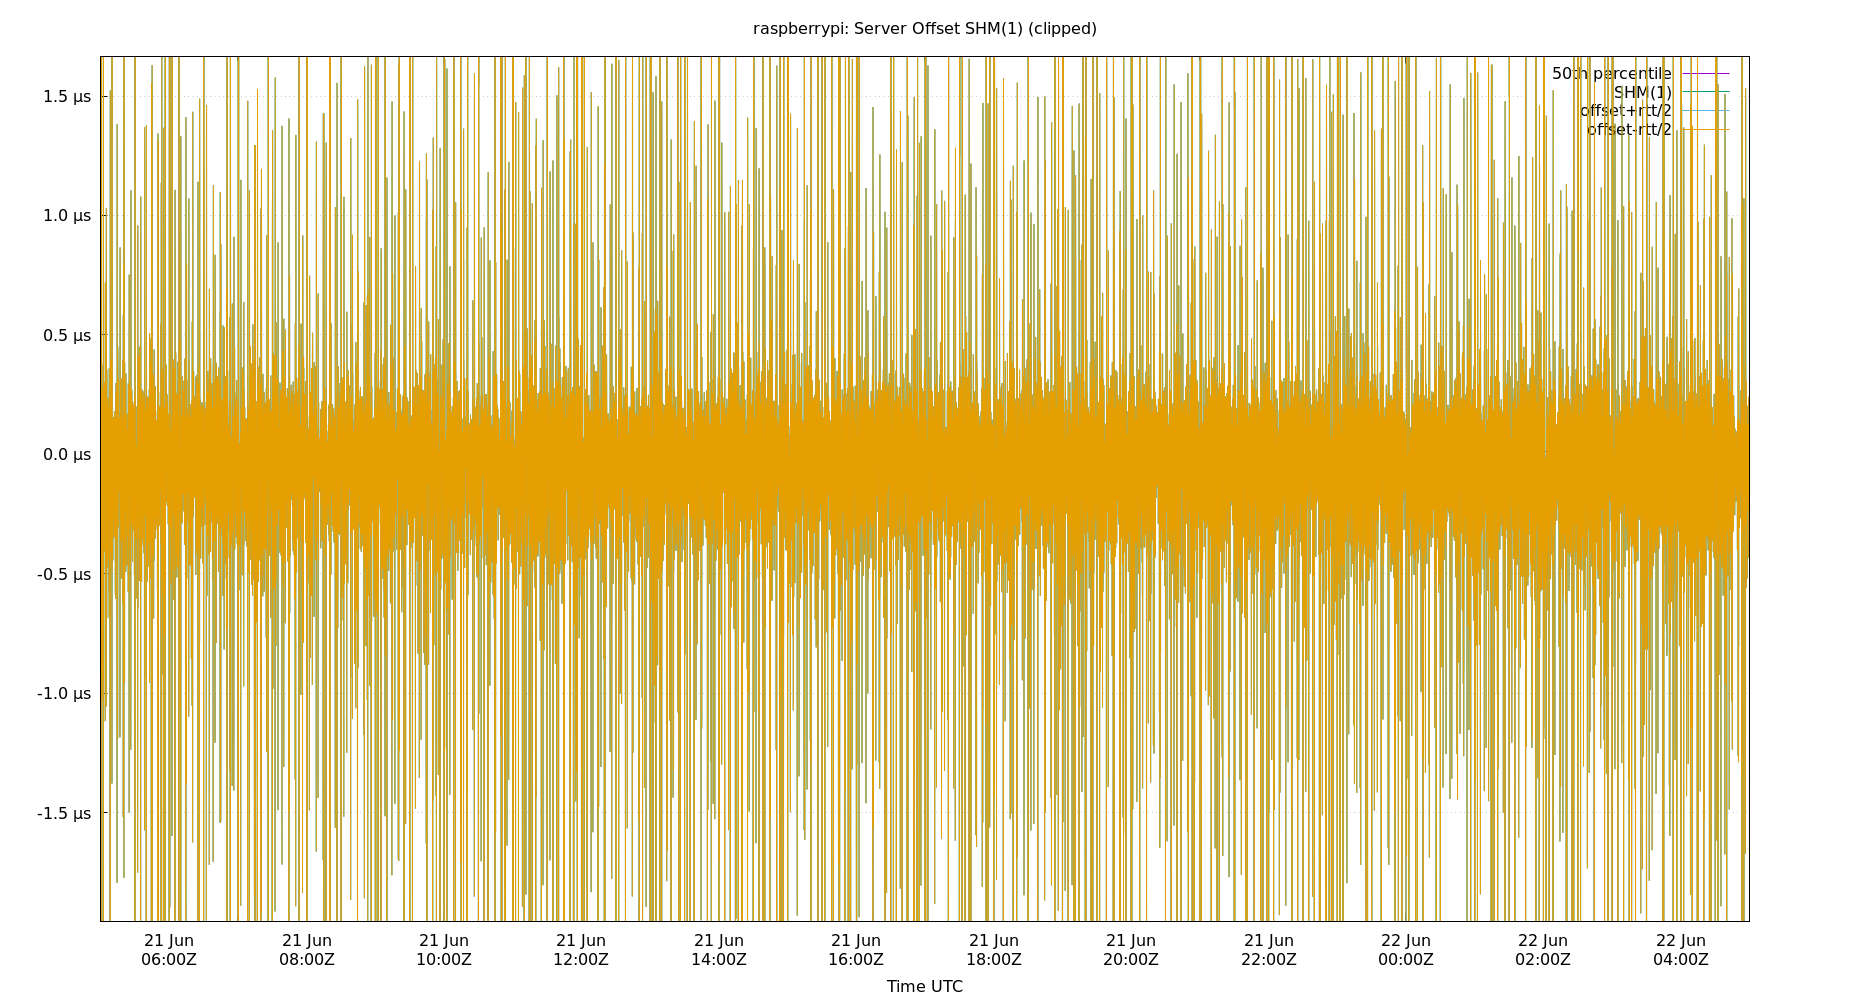 raspberrypi: Server Offset SHM(1) (clipped)
50th percentile
SHM(1)
offset+rtt/2
offset-rtt/2
1.5 µs
1.0 µs
0.5 µs
0.0 µs
-0.5 µs
-1.0 µs
-1.5 µs
21 Jun 21 Jun 21 Jun 21 Jun 21 Jun 21 Jun 21 Jun 21 Jun 21 Jun 22 Jun 22 Jun 22 Jun
06:00Z 08:00Z 10:00Z 12:00Z 14:00Z 16:00Z 18:00Z 20:00Z 22:00Z 00:00Z 02:00Z 04:00Z
Time UTC